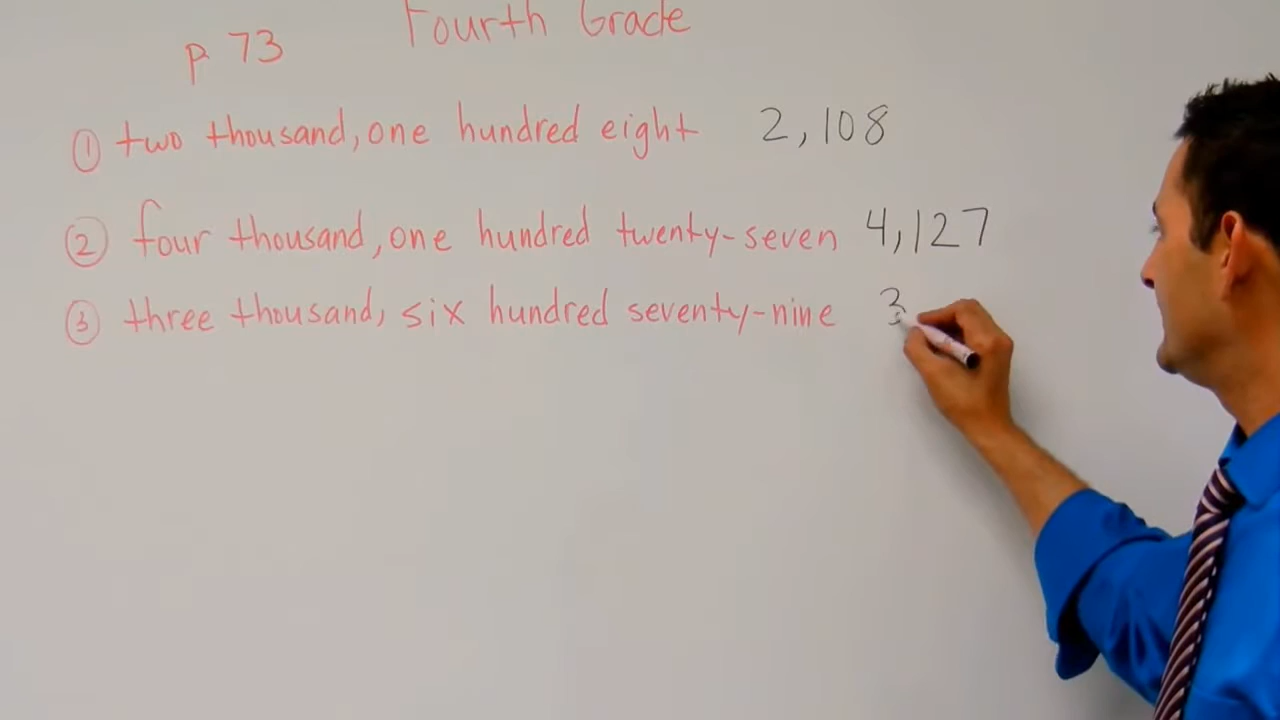 Fourth Grade
p 73
① two thousand, one hundred eight 2,108
② four thousand, one hundred twenty-seven 4,127
③ three thousand, six hundred seventy-nine 3